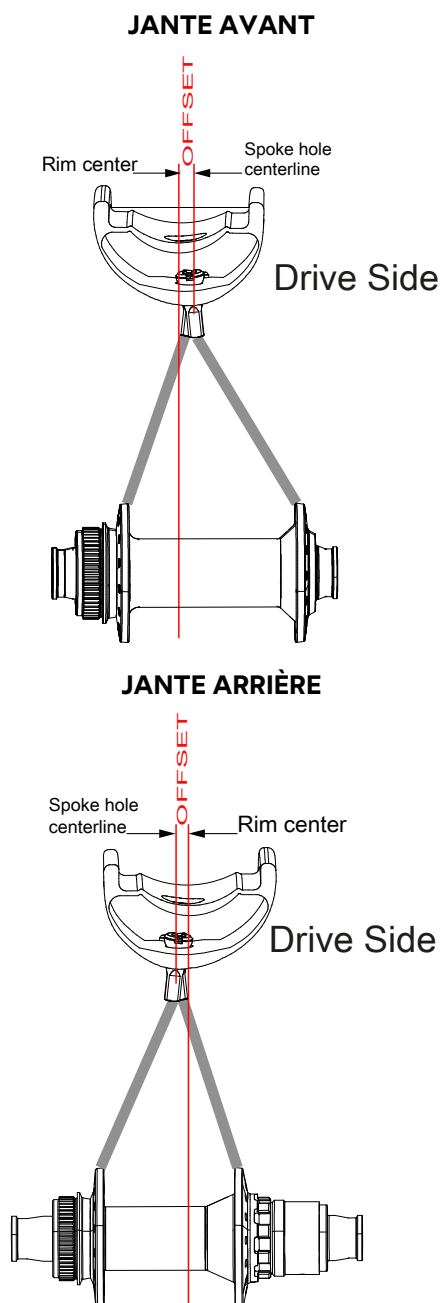 JANTE AVANT
OFFSET
Rim center
Spoke hole
centerline
Drive Side
JANTE ARRIÈRE
OFFSET
Spoke hole
centerline
Rim center
Drive Side